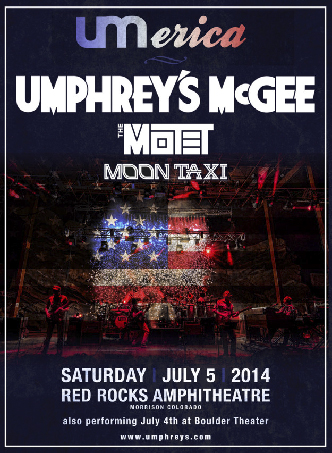 umerica
UMPHREY'S McGEE
THE MOTET
MOON TAXI
SATURDAY | JULY 5 | 2014
RED ROCKS AMPHITHEATRE
MORRISON COLORADO
also performing July 4th at Boulder Theater
www.umphreys.com